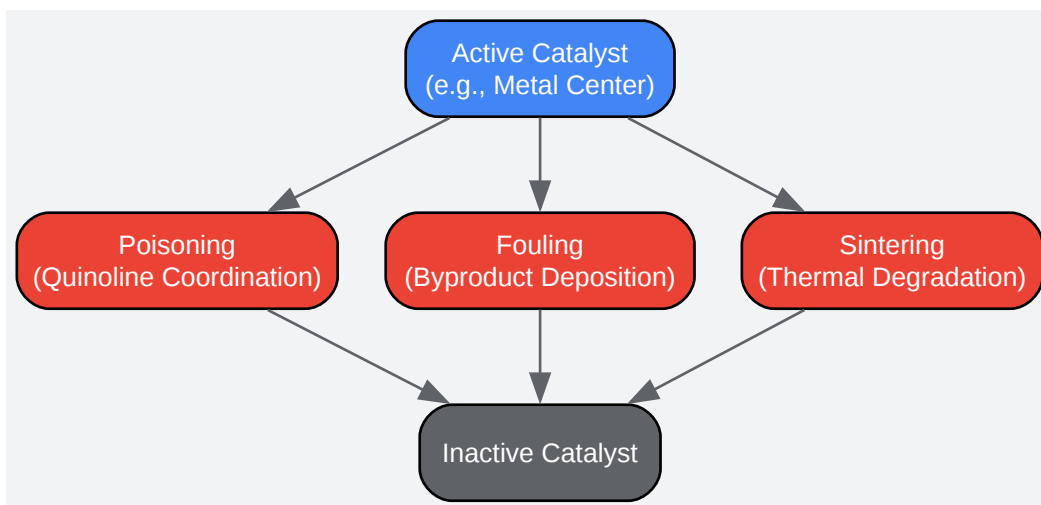 Active Catalyst
(e.g., Metal Center)
Poisoning
(Quinoline Coordination)
Fouling
(Byproduct Deposition)
Sintering
(Thermal Degradation)
Inactive Catalyst